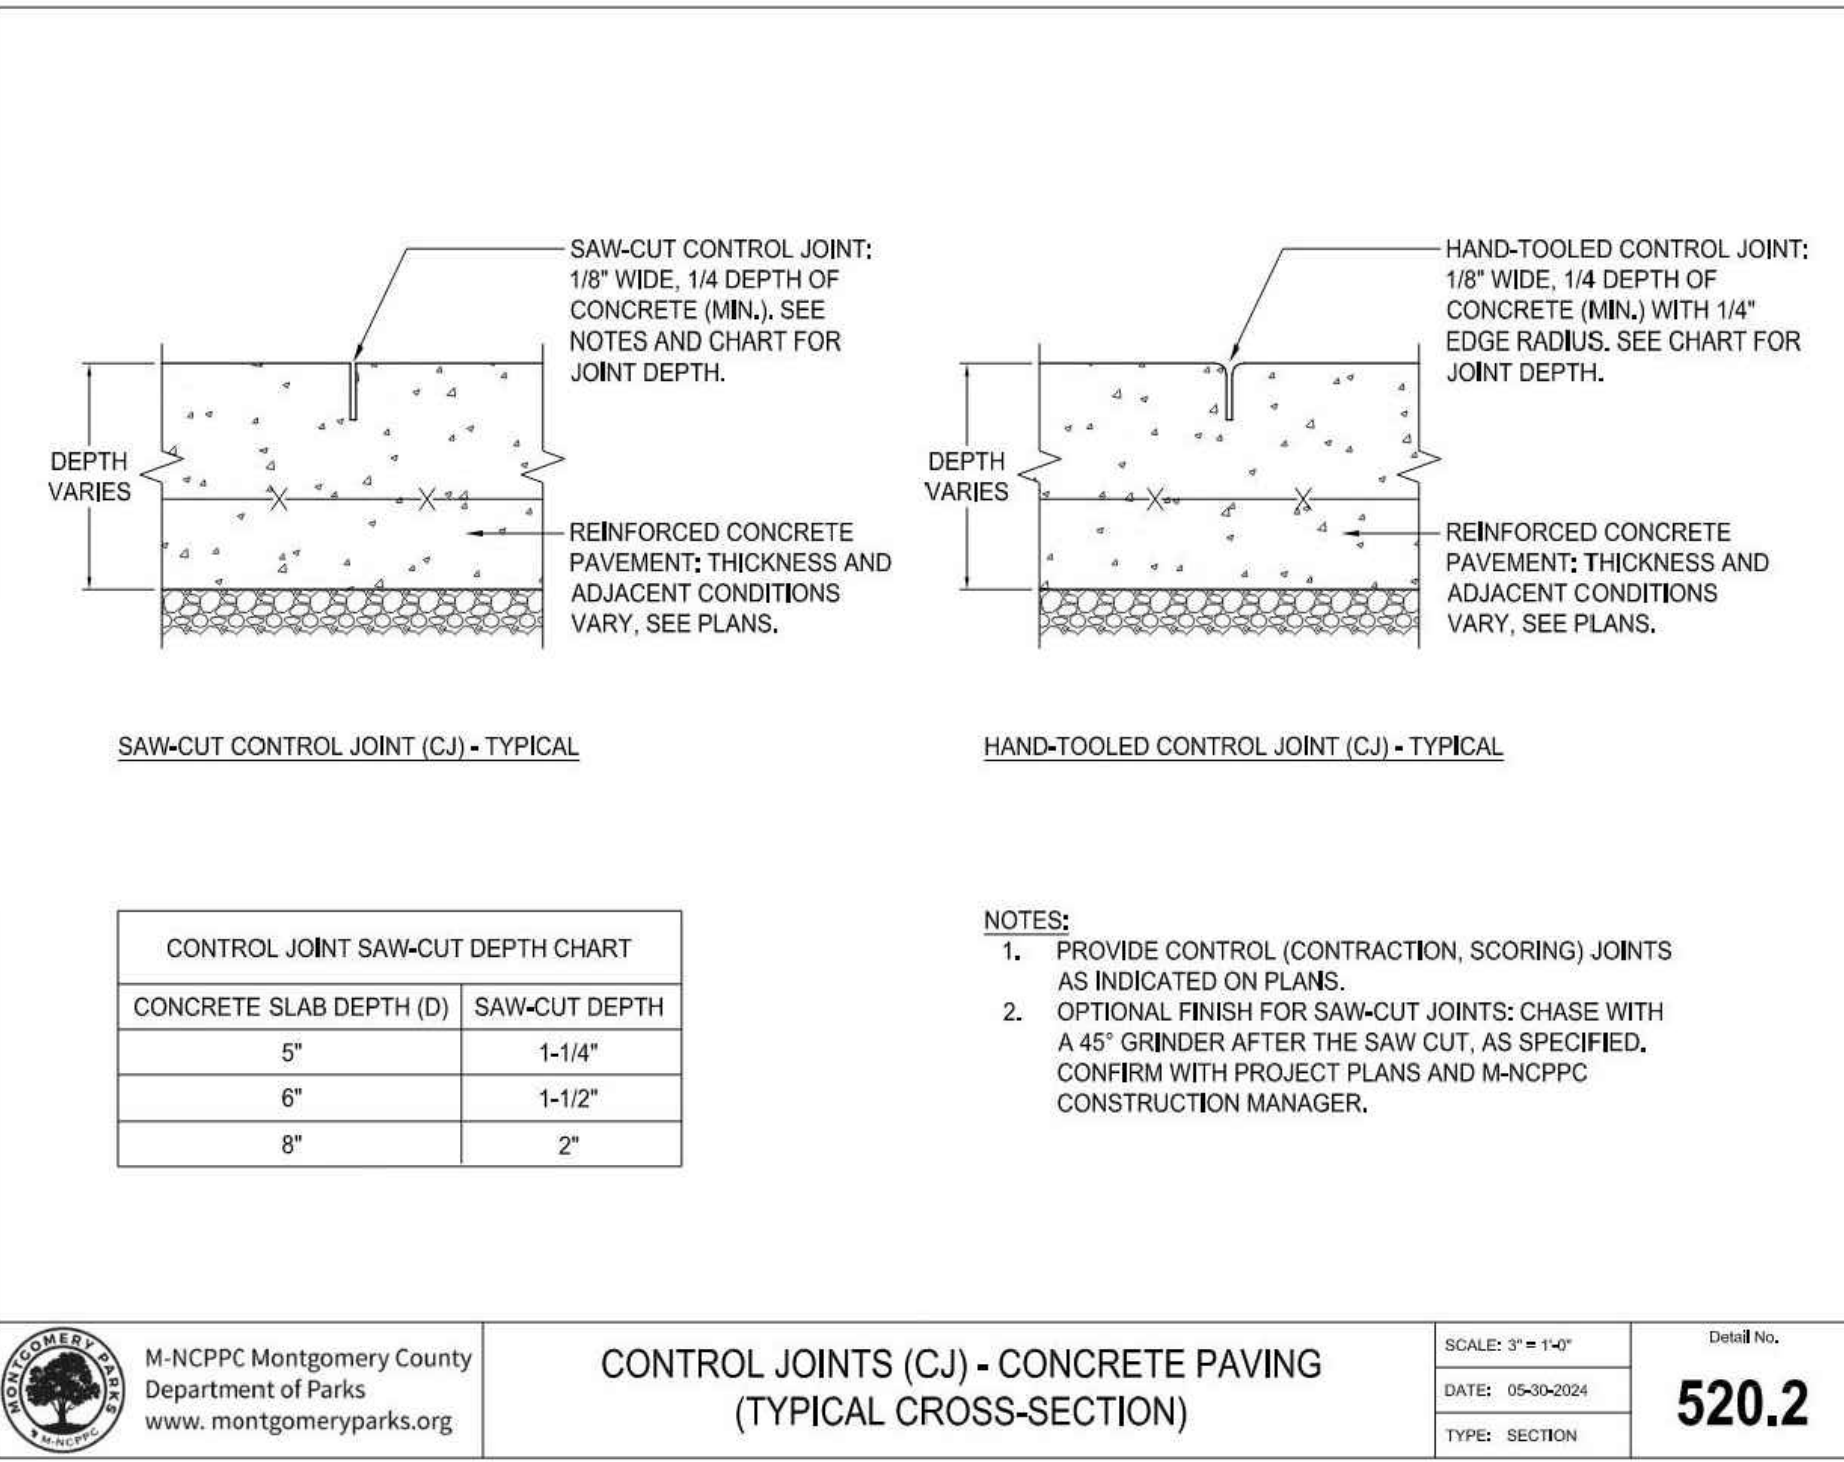 SAW-CUT CONTROL JOINT:
1/8" WIDE, 1/4 DEPTH OF
CONCRETE (MIN.). SEE
NOTES AND CHART FOR
JOINT DEPTH.
DEPTH
VARIES
REINFORCED CONCRETE
PAVEMENT: THICKNESS AND
ADJACENT CONDITIONS
VARY, SEE PLANS.
SAW-CUT CONTROL JOINT (CJ) - TYPICAL
HAND-TOOLED CONTROL JOINT:
1/8" WIDE, 1/4 DEPTH OF
CONCRETE (MIN.) WITH 1/4"
EDGE RADIUS. SEE CHART FOR
JOINT DEPTH.
DEPTH
VARIES
REINFORCED CONCRETE
PAVEMENT: THICKNESS AND
ADJACENT CONDITIONS
VARY, SEE PLANS.
HAND-TOOLED CONTROL JOINT (CJ) - TYPICAL
CONTROL JOINT SAW-CUT DEPTH CHART
CONCRETE SLAB DEPTH (D) SAW-CUT DEPTH
5" 1-1/4"
6" 1-1/2"
8" 2"
NOTES:
1. PROVIDE CONTROL (CONTRACTION, SCORING) JOINTS
AS INDICATED ON PLANS.
2. OPTIONAL FINISH FOR SAW-CUT JOINTS: CHASE WITH
A 45° GRINDER AFTER THE SAW CUT, AS SPECIFIED.
CONFIRM WITH PROJECT PLANS AND M-NCPPC
CONSTRUCTION MANAGER.
MONTGOMERY PARKS
M-NCPPC
M-NCPPC Montgomery County
Department of Parks
www. montgomeryparks.org
CONTROL JOINTS (CJ) - CONCRETE PAVING
(TYPICAL CROSS-SECTION)
SCALE: 3" = 1'-0"
DATE: 05-30-2024
TYPE: SECTION
Detail No.
520.2